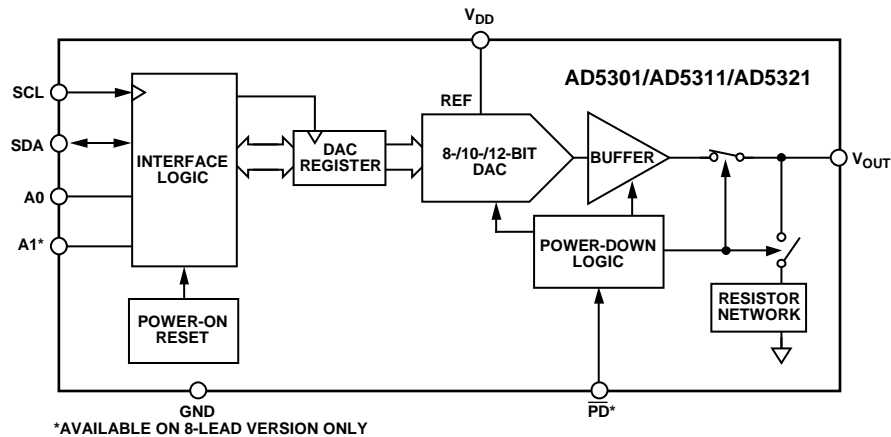 VDD
AD5301/AD5311/AD5321
SCL
REF
SDA
INTERFACE
LOGIC
DAC
REGISTER
8-/10-/12-BIT
DAC
BUFFER
VOUT
A0
A1*
POWER-DOWN
LOGIC
POWER-ON
RESET
RESISTOR
NETWORK
GND
PD*
*AVAILABLE ON 8-LEAD VERSION ONLY